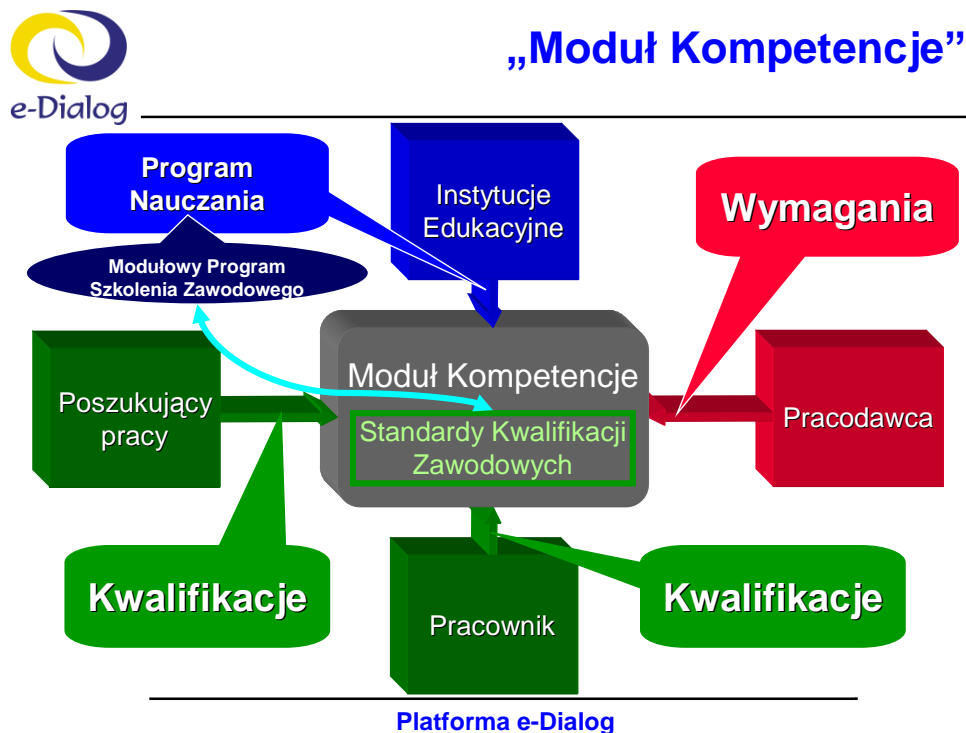 „Moduł Kompetencje”
e-Dialog
Program
Nauczania
Instytucje
Edukacyjne
Wymagania
Modułowy Program
Szkolenia Zawodowego
Moduł Kompetencje
Poszukujący
pracy
Standardy Kwalifikacji
Zawodowych
Pracodawca
Kwalifikacje
Pracownik
Kwalifikacje
Platforma e-Dialog